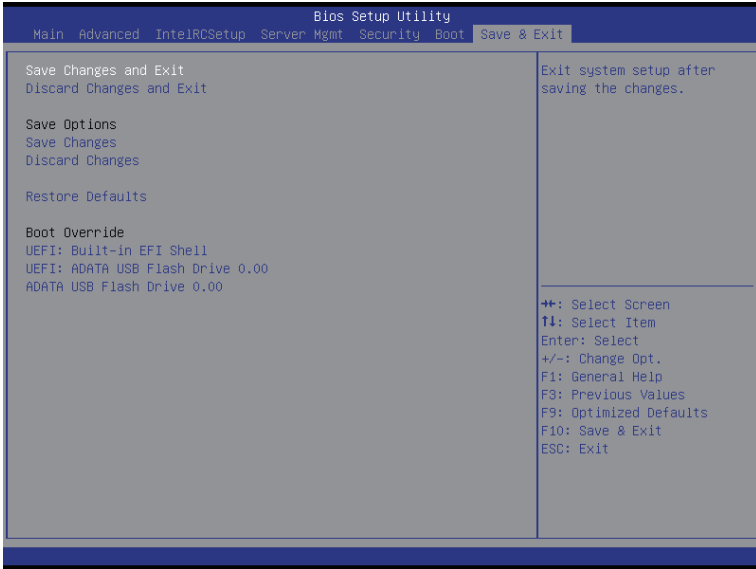 Bios Setup Utility
Main Advanced IntelRCSetup Server Mgmt Security Boot Save & Exit
Save Changes and Exit
Discard Changes and Exit
Save Options
Save Changes
Discard Changes
Restore Defaults
Boot Override
UEFI: Built-in EFI Shell
UEFI: ADATA USB Flash Drive 0.00
ADATA USB Flash Drive 0.00
Exit system setup after
saving the changes.
→←: Select Screen
↑↓: Select Item
Enter: Select
+/-: Change Opt.
F1: General Help
F3: Previous Values
F9: Optimized Defaults
F10: Save & Exit
ESC: Exit